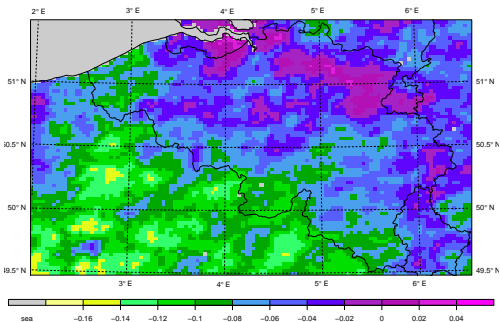 2° E 3° E 4° E 5° E 6° E
51° N 51° N
50.5° N 50.5° N
50° N 50° N
49.5° N 49.5° N
3° E 4° E 5° E 6° E
sea −0.16 −0.14 −0.12 −0.1 −0.08 −0.06 −0.04 −0.02 0 0.02 0.04